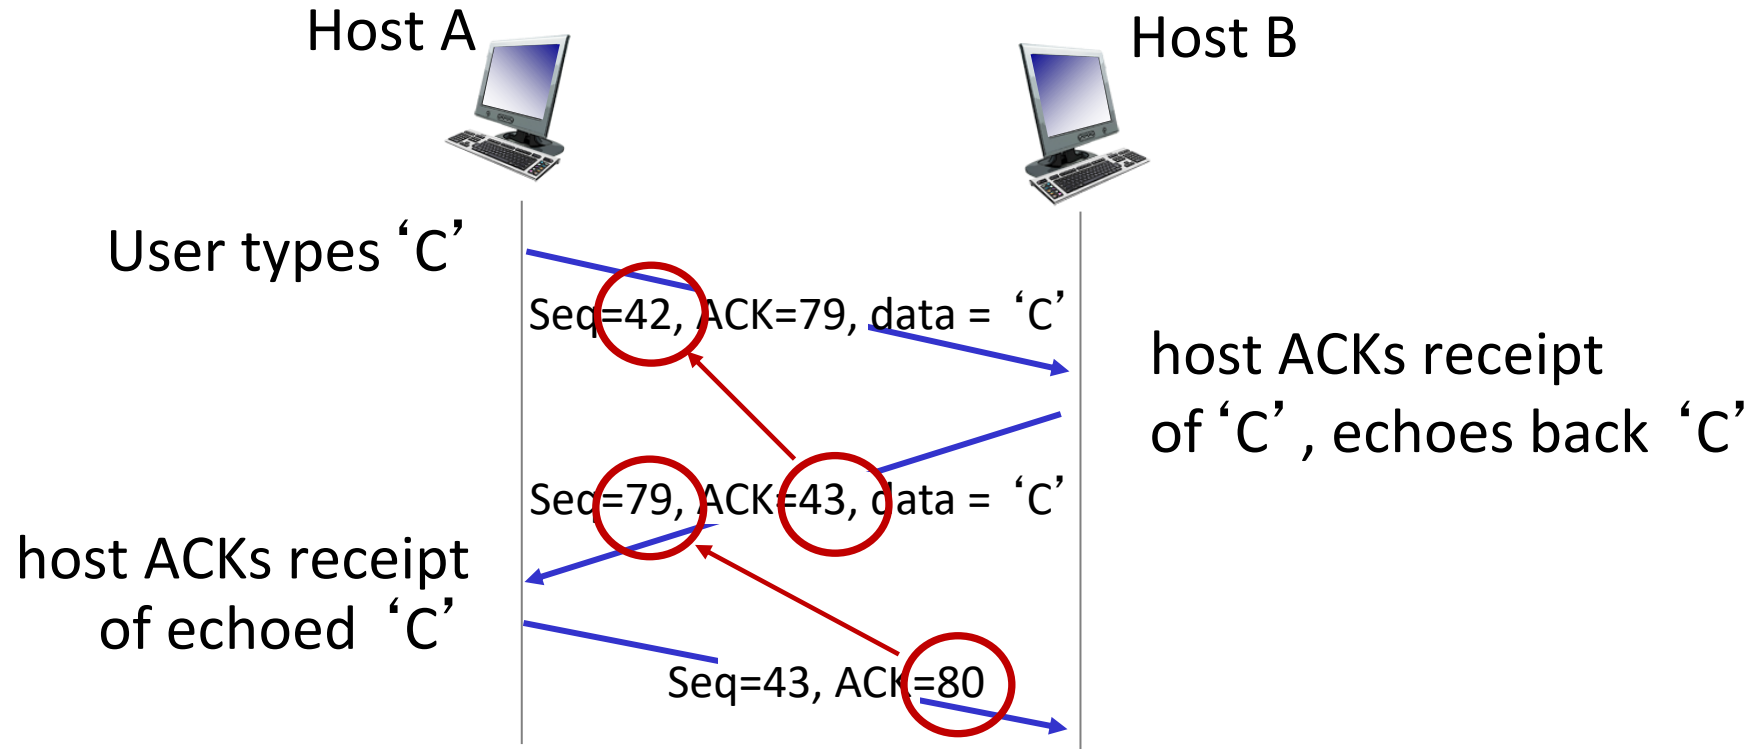 Host A
Host B
User types ‘C’
Seq=42, ACK=79, data = ‘C’
host ACKs receipt
of ‘C’, echoes back ‘C’
Seq=79, ACK=43, data = ‘C’
host ACKs receipt
of echoed ‘C’
Seq=43, ACK=80